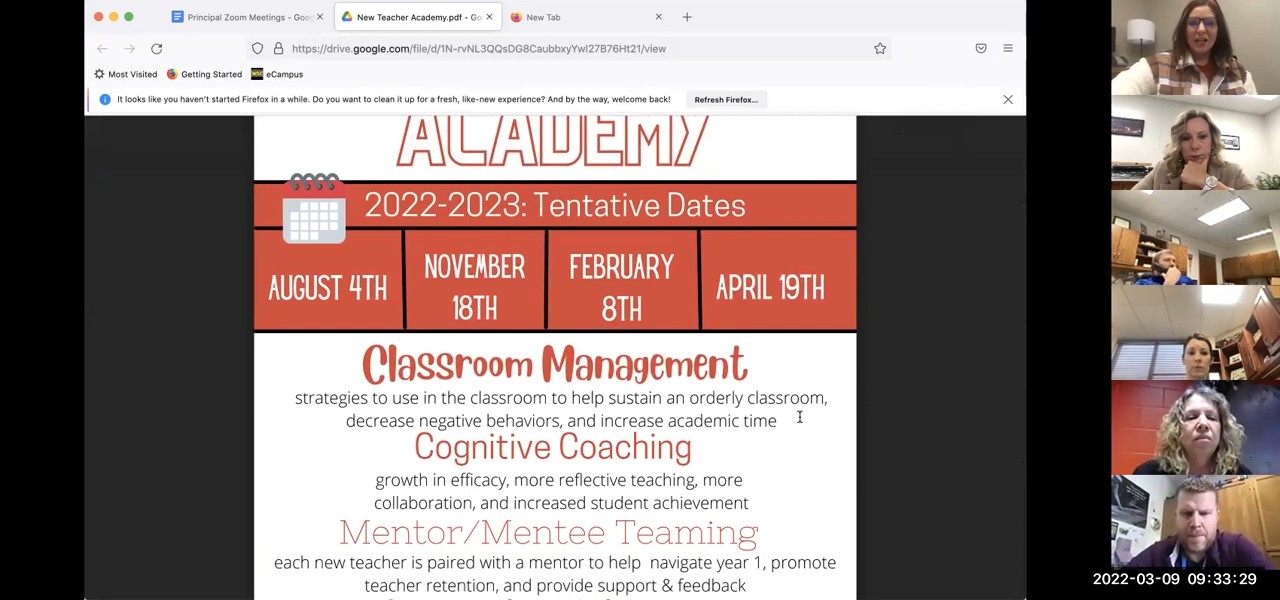 Principal Zoom Meetings - Goo
New Teacher Academy.pdf - Go
New Tab
https://drive.google.com/file/d/1N-rvNL3QQsDG8CaubbxyYwI27B76Ht21/view
Most Visited
Getting Started
eCampus
It looks like you haven't started Firefox in a while. Do you want to clean it up for a fresh, like-new experience? And by the way, welcome back!
Refresh Firefox...
ACADEMY
2022-2023: Tentative Dates
AUGUST 4TH
NOVEMBER
18TH
FEBRUARY
8TH
APRIL 19TH
Classroom Management
strategies to use in the classroom to help sustain an orderly classroom,
decrease negative behaviors, and increase academic time
Cognitive Coaching
growth in efficacy, more reflective teaching, more
collaboration, and increased student achievement
Mentor/Mentee Teaming
each new teacher is paired with a mentor to help navigate year 1, promote
teacher retention, and provide support & feedback
2022-03-09 09:33:29